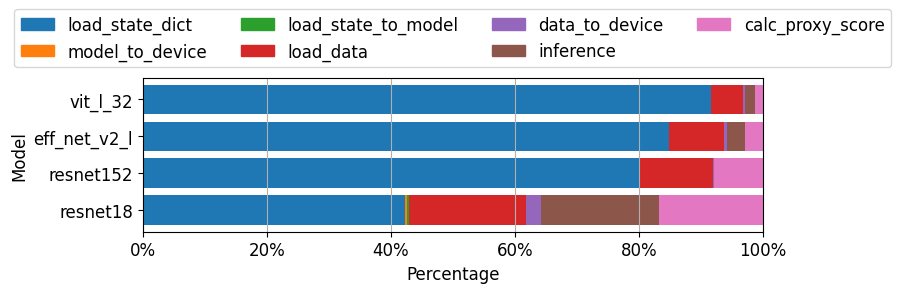 load_state_dict load_state_to_model data_to_device calc_proxy_score
model_to_device load_data inference
vit_l_32
eff_net_v2_l
resnet152
resnet18
Model
0% 20% 40% 60% 80% 100%
Percentage